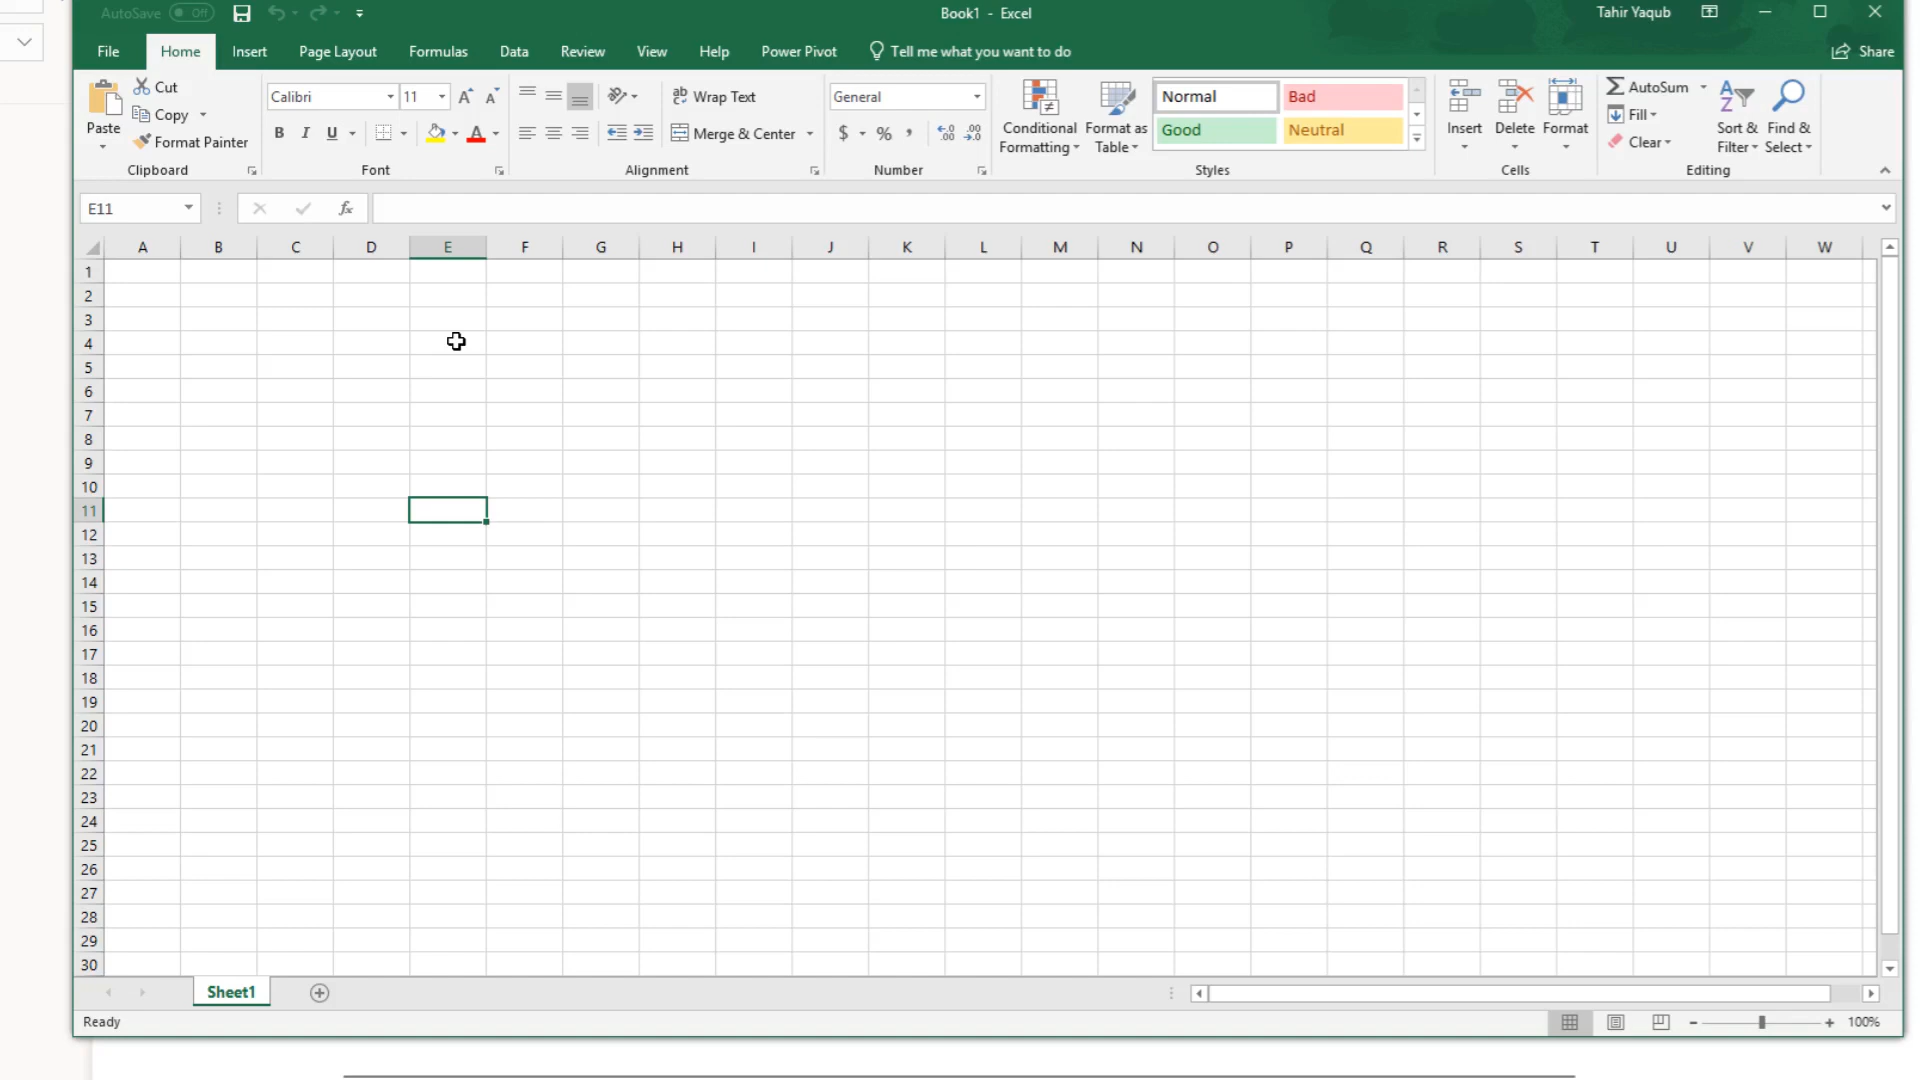 AutoSave Off
Book1 - Excel
Tahir Yaqub
File Home Insert Page Layout Formulas Data Review View Help Power Pivot Tell me what you want to do Share
Paste
Cut
Copy
Format Painter
Clipboard
Calibri 11
B I U A
Font
Wrap Text
Merge & Center
Alignment
General
$ % ,
Number
Conditional
Formatting
Format as
Table
Normal Bad
Good Neutral
Styles
Insert Delete Format
Cells
AutoSum
Fill
Clear
Sort &
Filter
Find &
Select
Editing
E11 fx
A B C D E F G H I J K L M N O P Q R S T U V W
1
2
3
4
5
6
7
8
9
10
11
12
13
14
15
16
17
18
19
20
21
22
23
24
25
26
27
28
29
30
Sheet1
Ready
100%